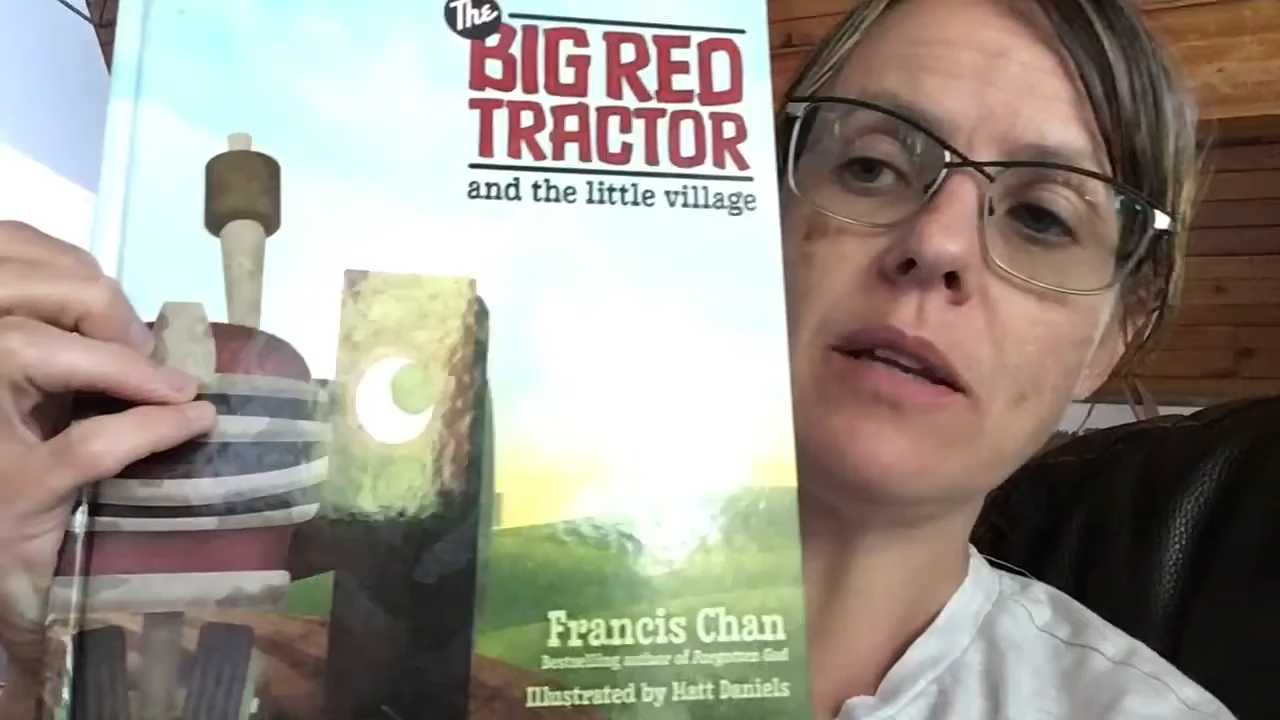 The
BIG RED
TRACTOR
and the little village
Francis Chan
Bestselling author of Forgotten God
Illustrated by Matt Daniels